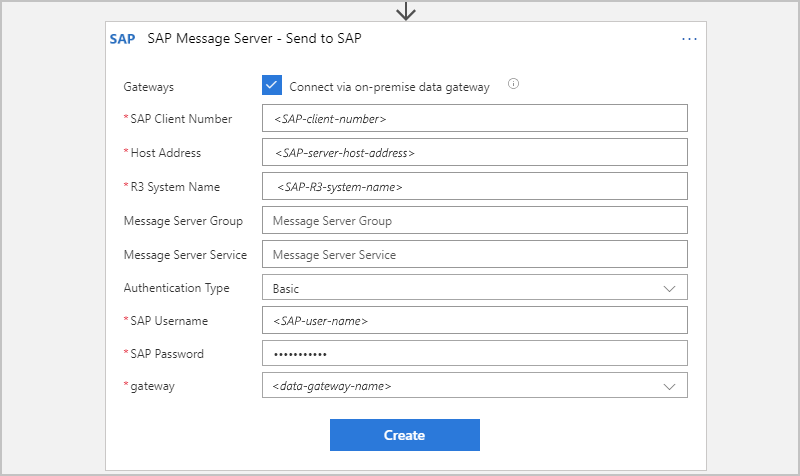 SAP SAP Message Server - Send to SAP ...
Gateways Connect via on-premise data gateway
*SAP Client Number <SAP-client-number>
*Host Address <SAP-server-host-address>
*R3 System Name <SAP-R3-system-name>
Message Server Group Message Server Group
Message Server Service Message Server Service
Authentication Type Basic
*SAP Username <SAP-user-name>
*SAP Password •••••••••••
*gateway <data-gateway-name>
Create